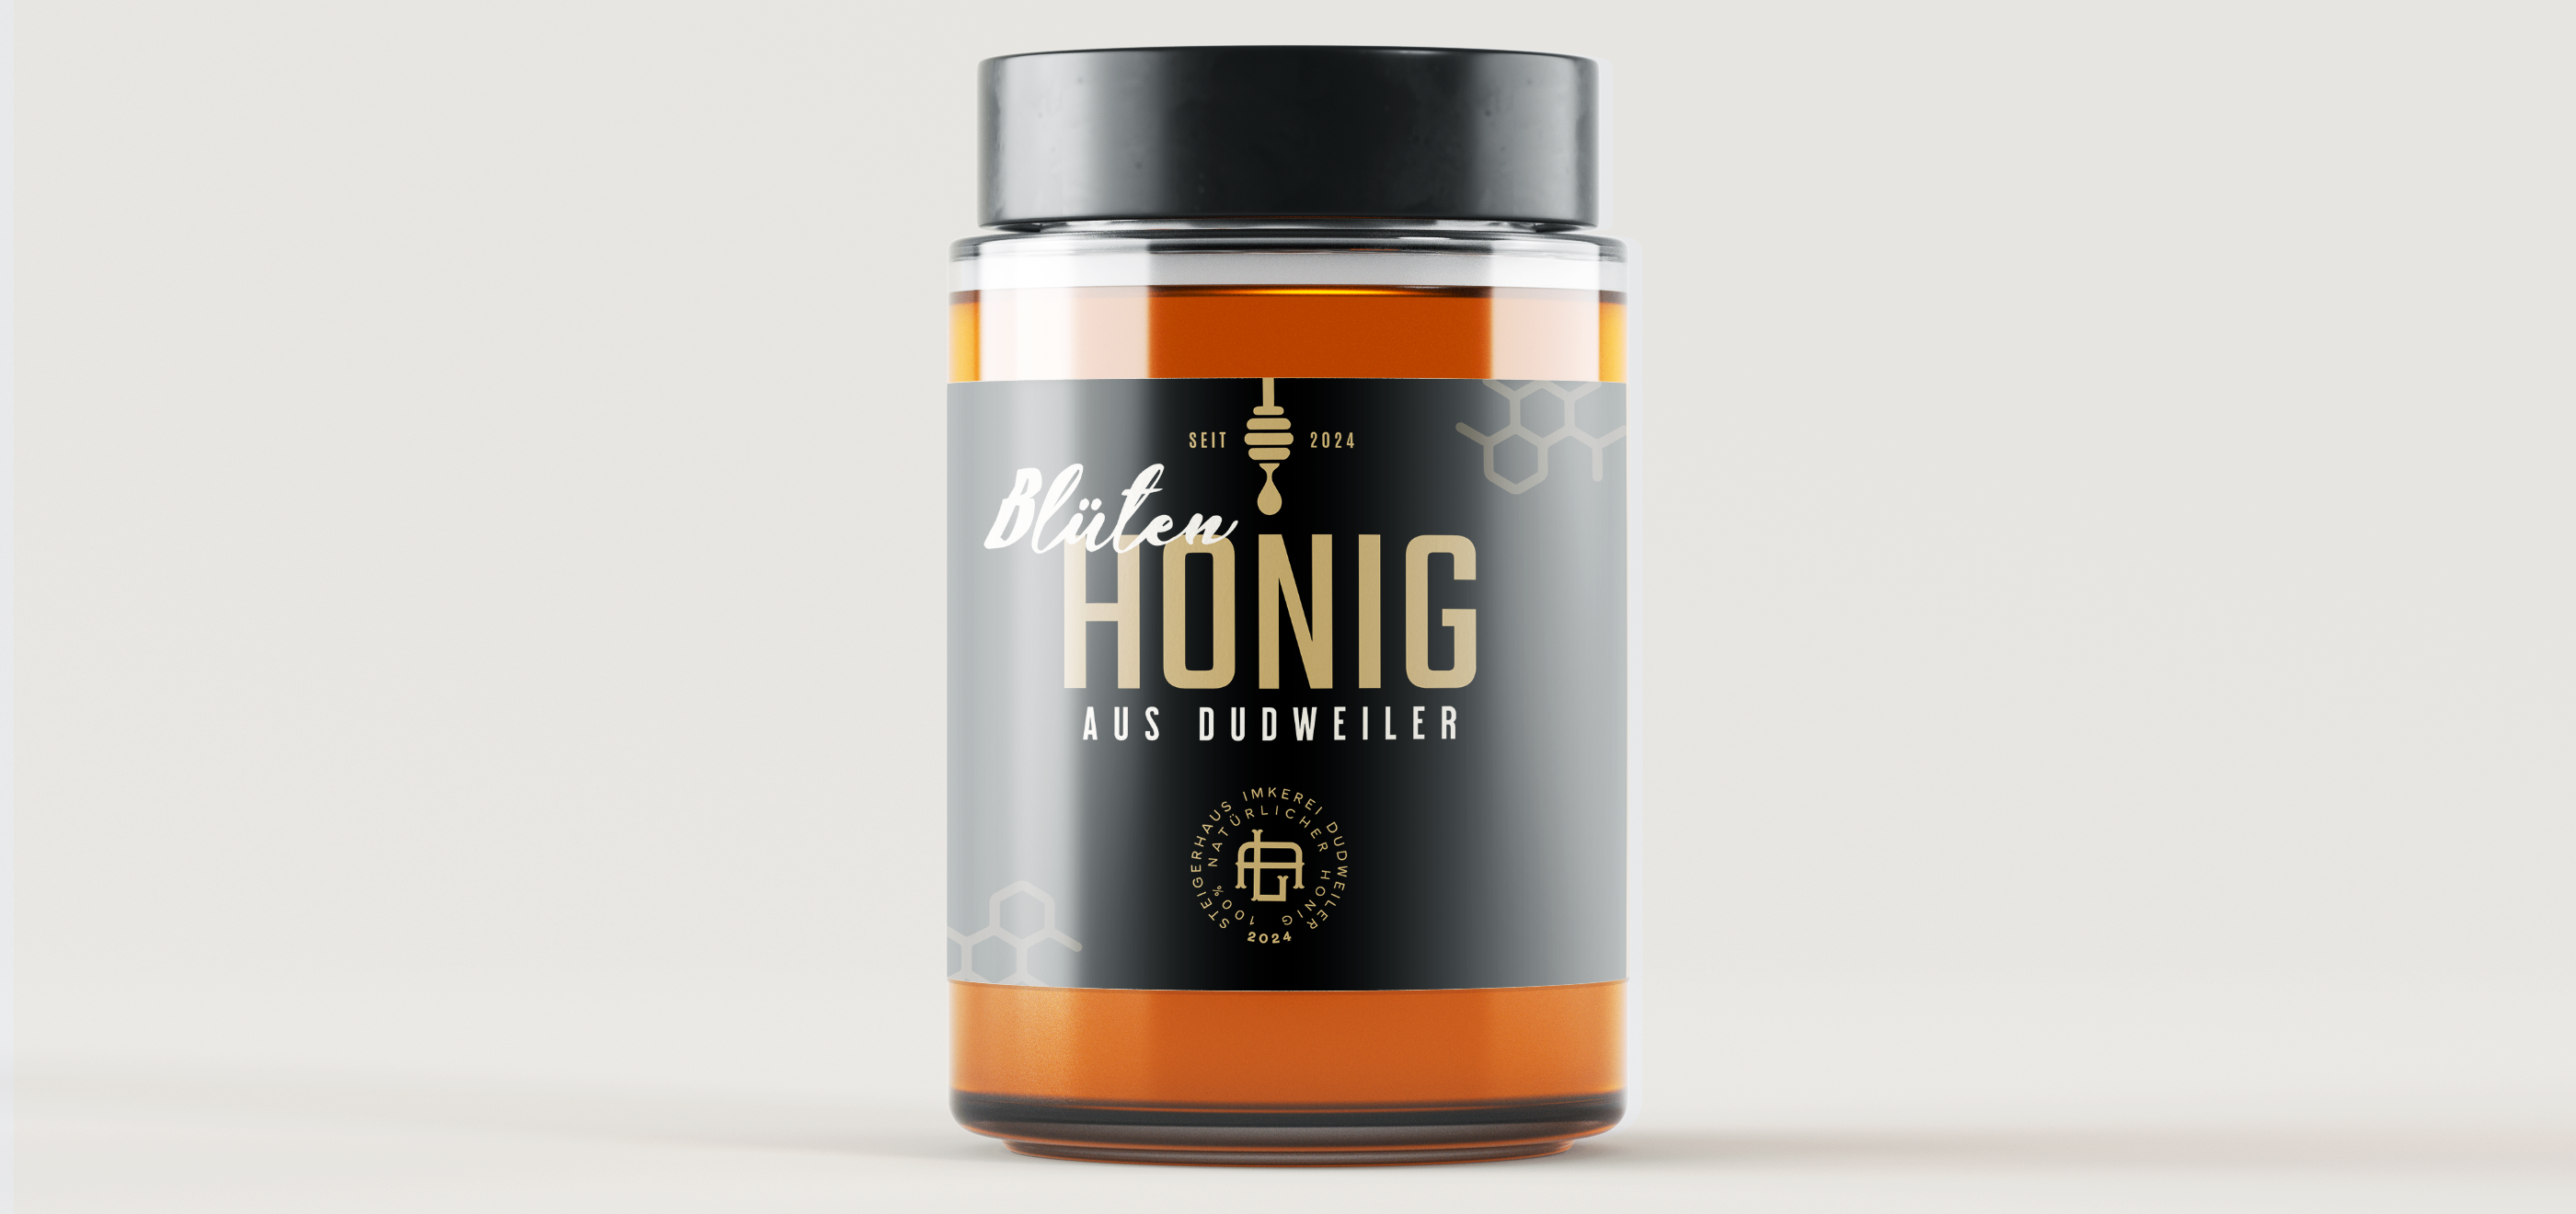 SEIT 2024
Blüten
HONIG
AUS DUDWEILER
STEIGERHAUS IMKEREI DUDWEILER
100% NATÜRLICHER HONIG
2024